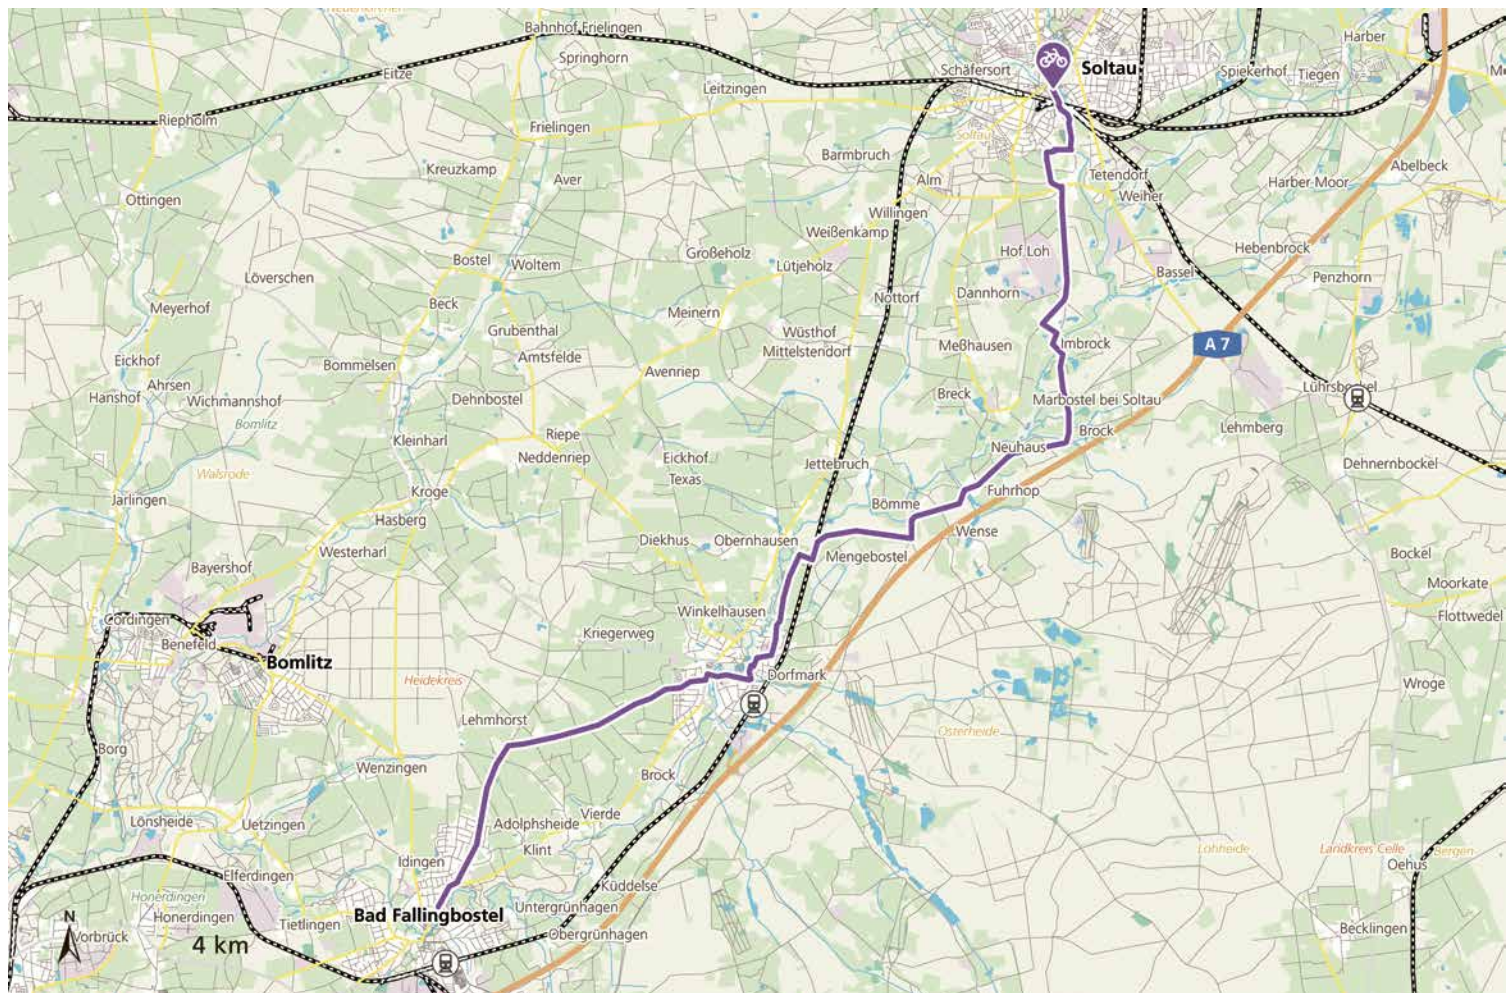 Neuenkirchen
Bahnhof Frielingen
Springhorn
Harber
Eitze
Schäfersort
Soltau
Spiekerhof
Tiegen
Leitzingen
Riepholm
Frielingen
Soltau
Barmbruch
Abelbeck
Kreuzkamp
Aver
Alm
Tetendorf
Harber Moor
Weiher
Ottingen
Willingen
Weißenkamp
Hebenbrock
Großeholz
Hof Loh
Bostel
Woltem
Lütjeholz
Bassel
Löverschen
Penzhorn
Dannhorn
Nottorf
Meyerhof
Beck
Meinern
Grubenthal
Wüsthof
Mittelstendorf
Meßhausen
Imbrock
A 7
Amtsfelde
Eickhof
Bommelsen
Avenriep
Ahrsen
Lührsbockel
Hanshof
Wichmannshof
Dehnbostel
Breck
Marbostel bei Soltau
Bomlitz
Lehmberg
Brock
Riepe
Kleinharl
Neuhaus
Neddenriep
Eickhof
Jettebruch
Dehnernbockel
Walsrode
Texas
Kroge
Fuhrhop
Jarlingen
Bömme
Hasberg
Wense
Diekhus
Obernhausen
Westerharl
Mengebostel
Bockel
Bayershof
Moorkate
Winkelhausen
Flottwedel
Cordingen
Kriegerweg
Benefeld
Bomlitz
Dorfmark
Heidekreis
Wroge
Lehmhorst
Osterheide
Borg
Wenzingen
Brock
Vierde
Lönsheide
Uetzingen
Adolphsheide
Klint
Lohheide
Landkreis Celle
Bergen
Idingen
Oehus
Elferdingen
Küddelse
Honerdingen
Untergrünhagen
Bad Fallingbostel
Honerdingen
Tietlingen
N
Becklingen
Obergrünhagen
Vorbrück
4 km